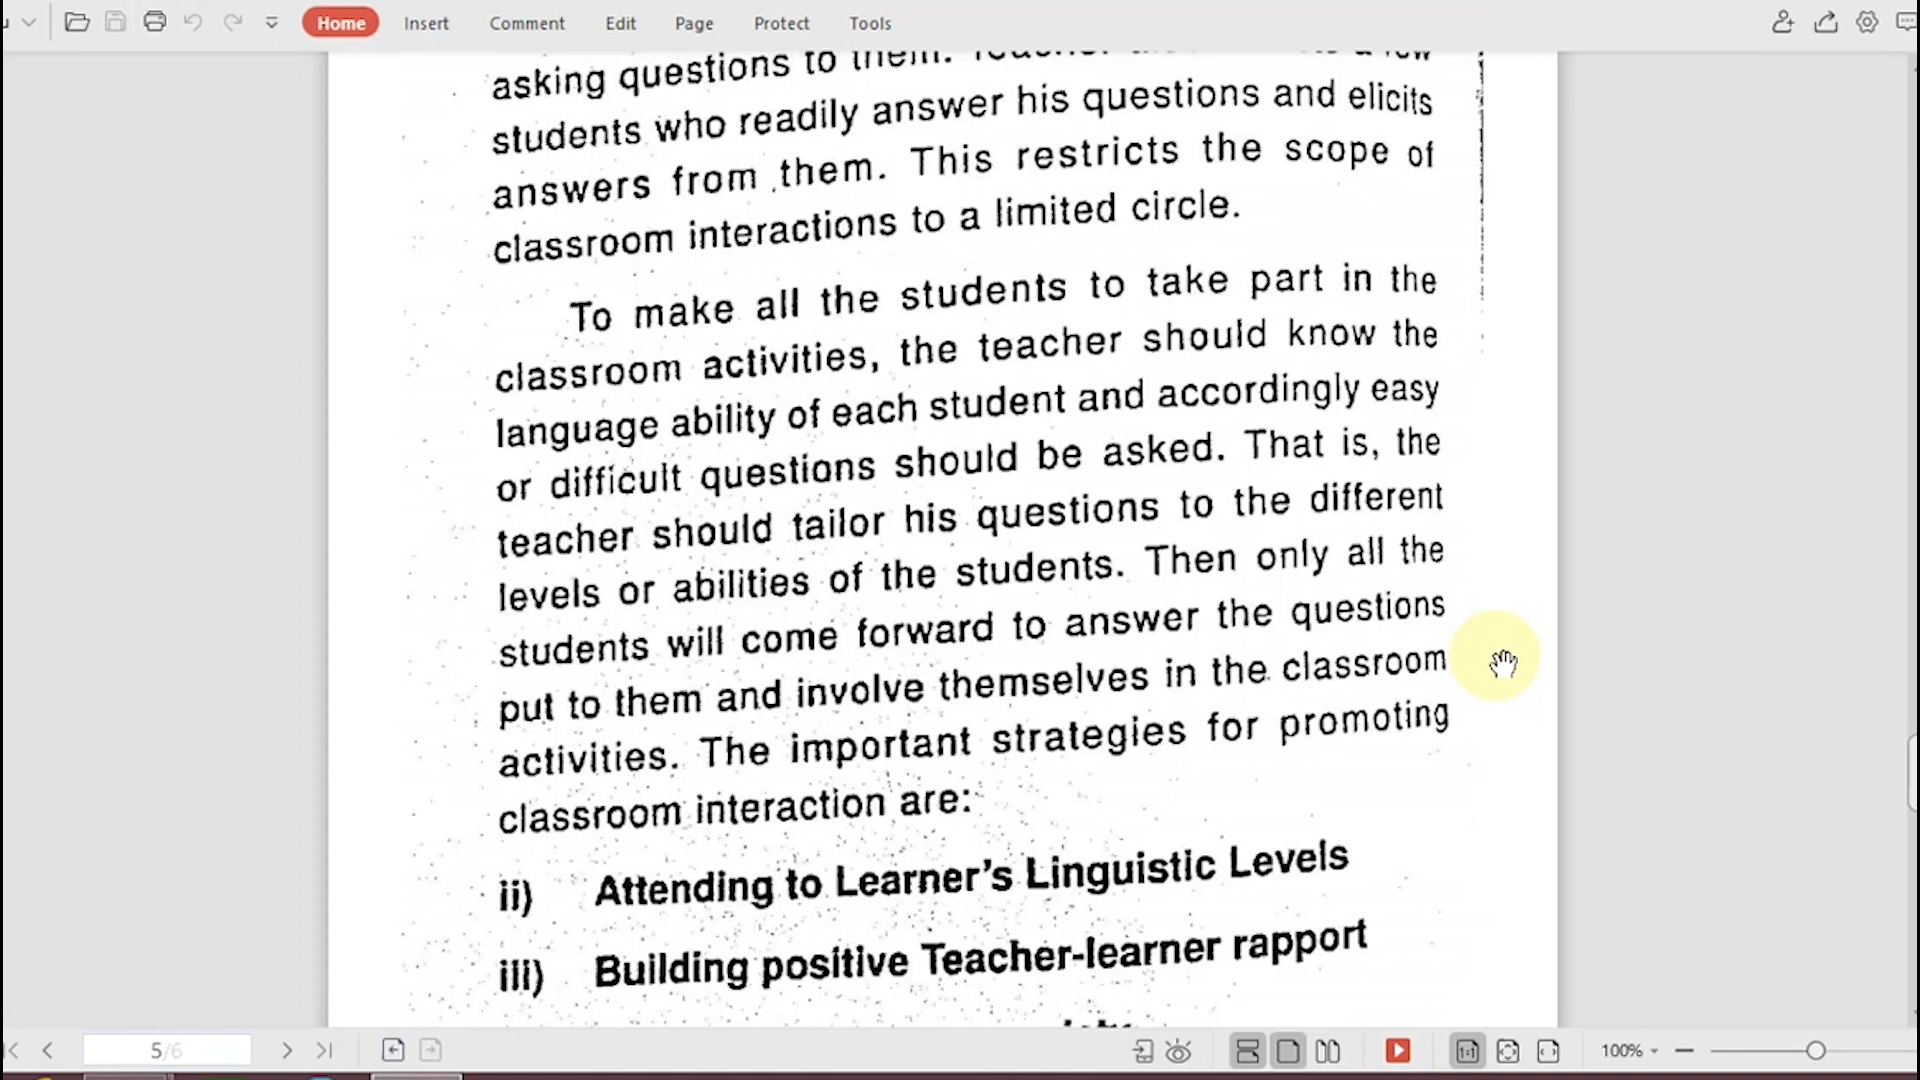 Home Insert Comment Edit Page Protect Tools
asking questions to them.
students who readily answer his questions and elicits
answers from them. This restricts the scope of
classroom interactions to a limited circle.
To make all the students to take part in the
classroom activities, the teacher should know the
language ability of each student and accordingly easy
or difficult questions should be asked. That is, the
teacher should tailor his questions to the different
levels or abilities of the students. Then only all the
students will come forward to answer the questions
put to them and involve themselves in the classroom
activities. The important strategies for promoting
classroom interaction are:
ii) Attending to Learner's Linguistic Levels
iii) Building positive Teacher-learner rapport
5/6 100%